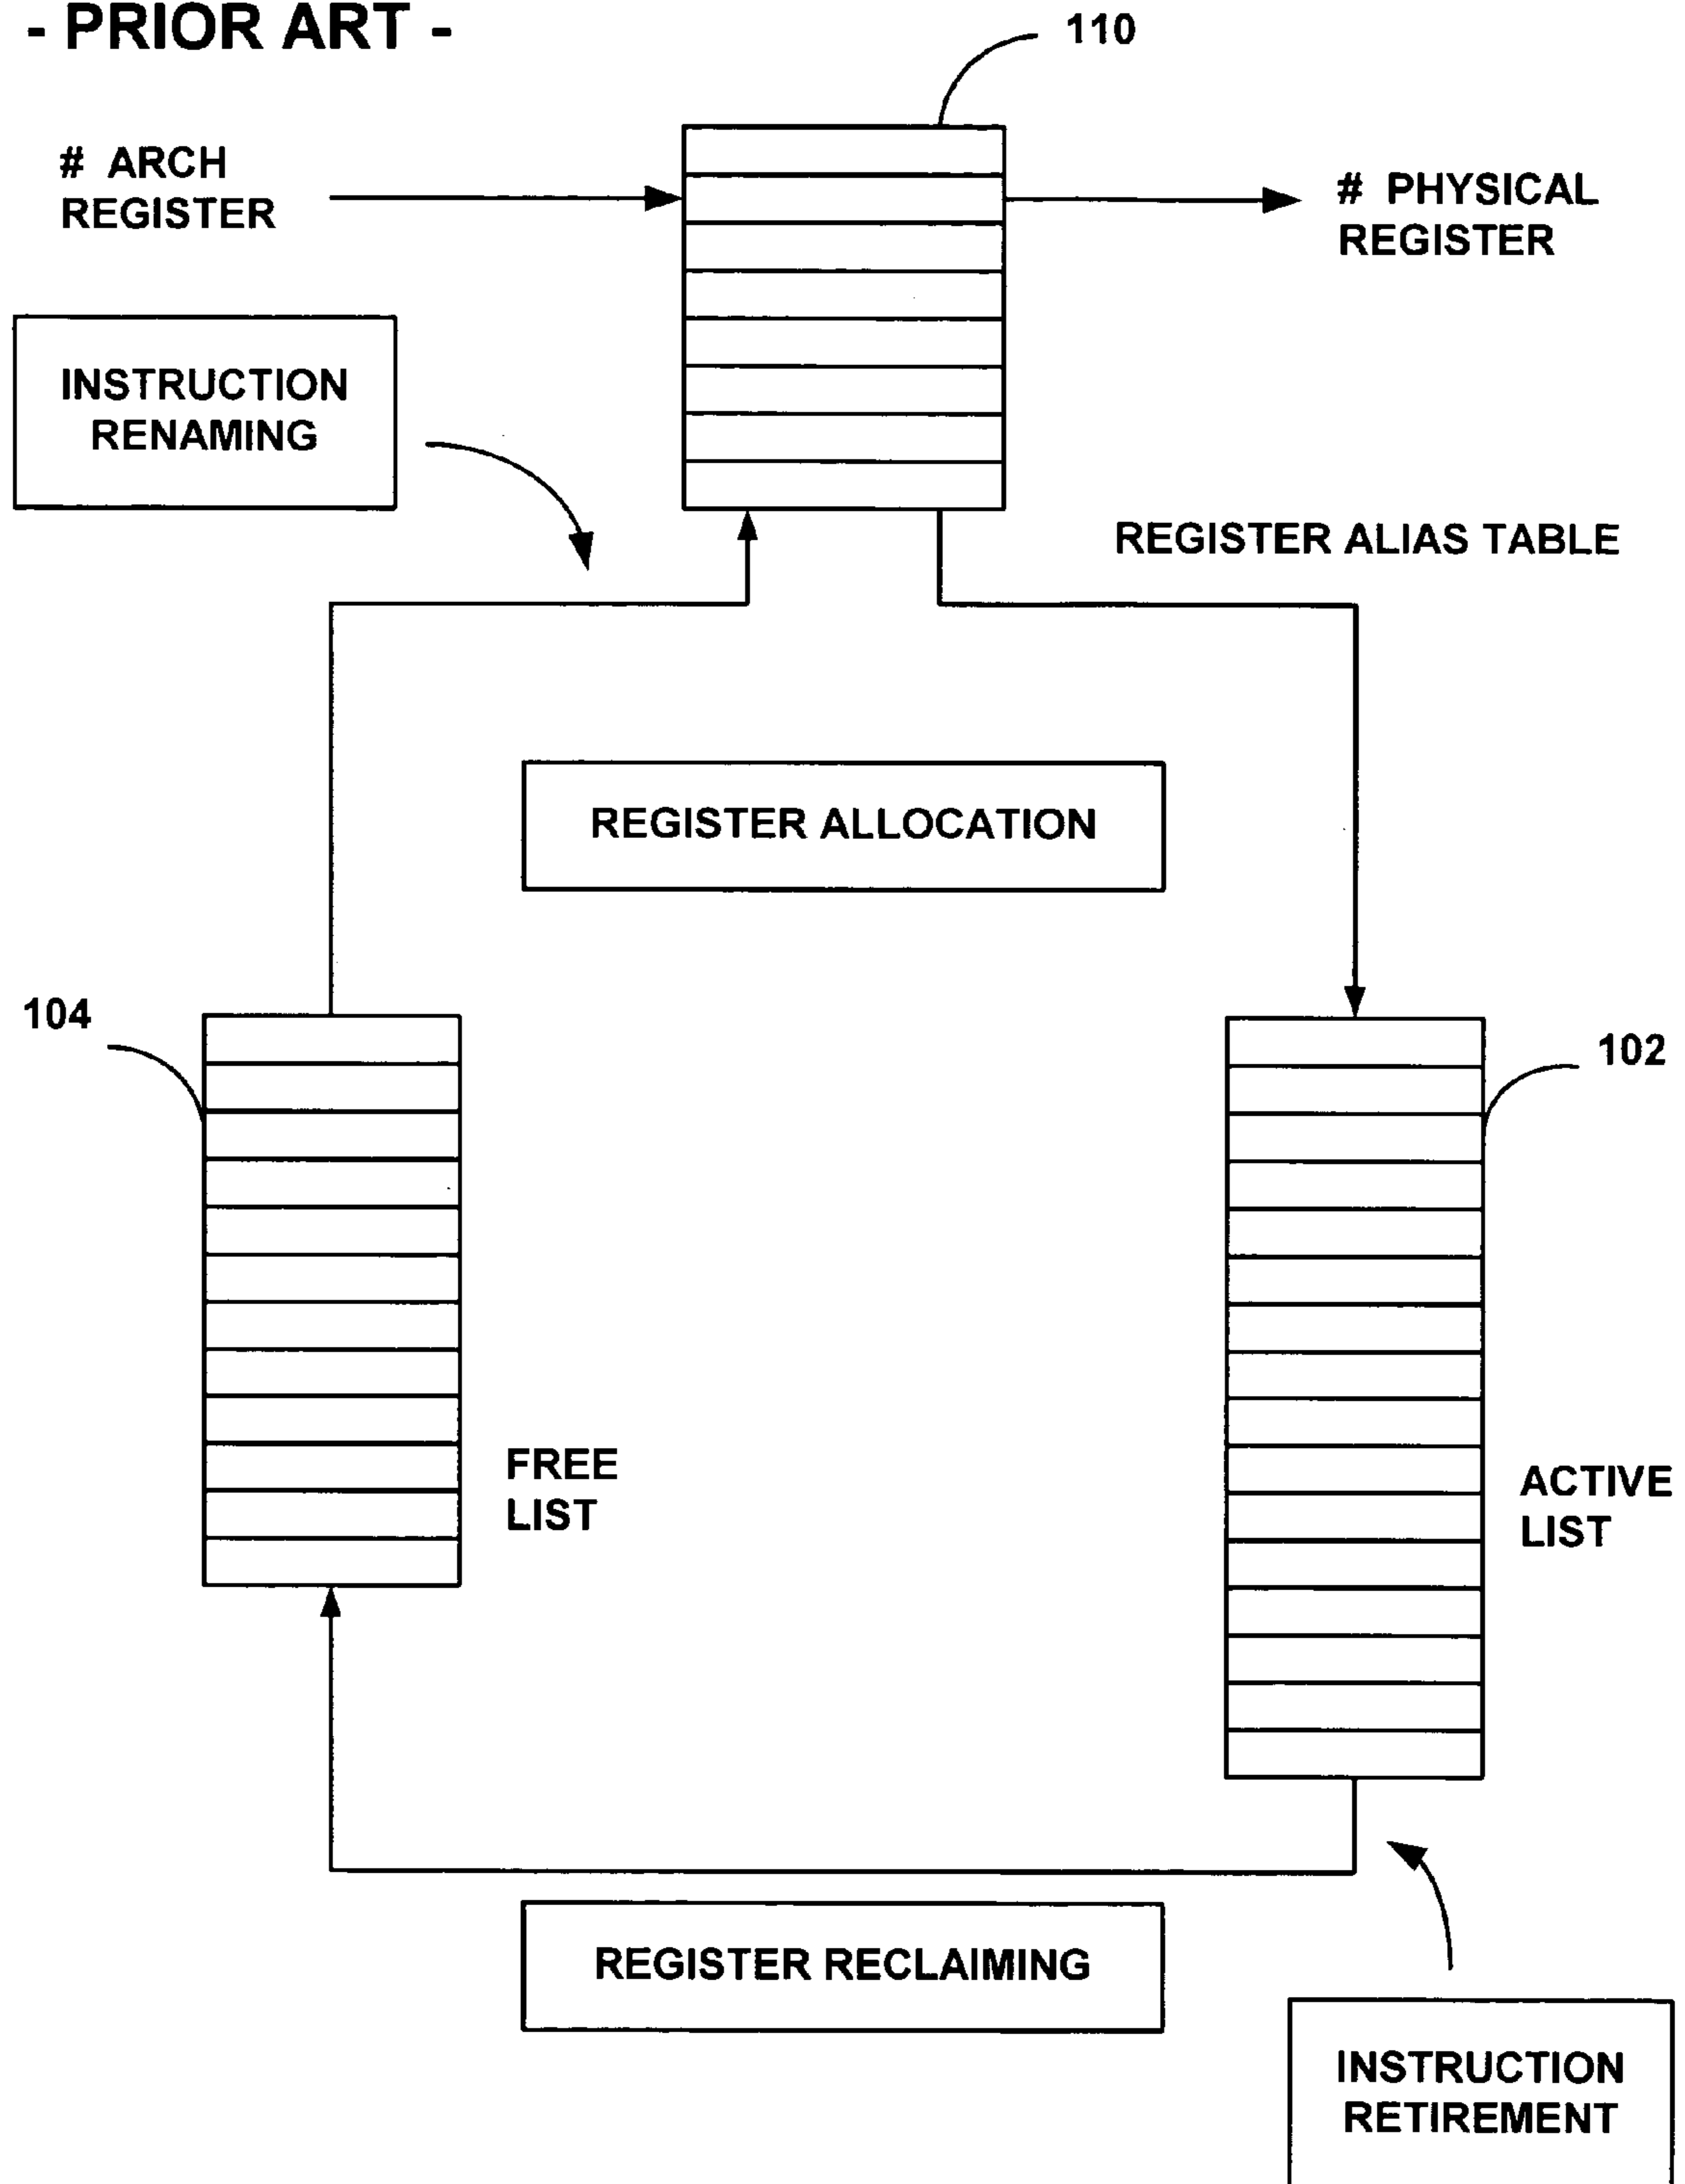 - PRIOR ART -
110
# ARCH
REGISTER
# PHYSICAL
REGISTER
INSTRUCTION
RENAMING
REGISTER ALIAS TABLE
REGISTER ALLOCATION
104
102
FREE
LIST
ACTIVE
LIST
REGISTER RECLAIMING
INSTRUCTION
RETIREMENT